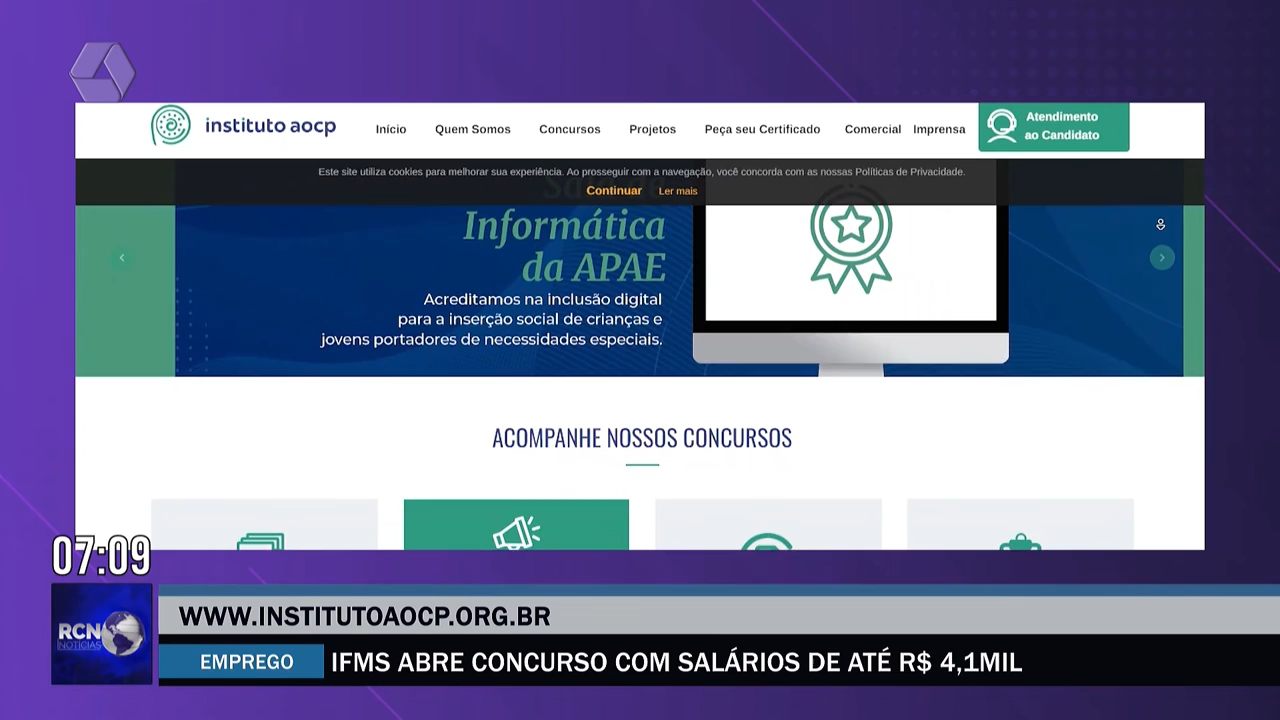 instituto aocp
Início Quem Somos Concursos Projetos Peça seu Certificado Comercial Imprensa
Atendimento
ao Candidato
Este site utiliza cookies para melhorar sua experiência. Ao prosseguir com a navegação, você concorda com as nossas Políticas de Privacidade.
Continuar Ler mais
Informática
da APAE
Acreditamos na inclusão digital
para a inserção social de crianças e
jovens portadores de necessidades especiais.
ACOMPANHE NOSSOS CONCURSOS
07:09
RCN
NOTÍCIAS
WWW.INSTITUTOAOCP.ORG.BR
EMPREGO
IFMS ABRE CONCURSO COM SALÁRIOS DE ATÉ R$ 4,1MIL